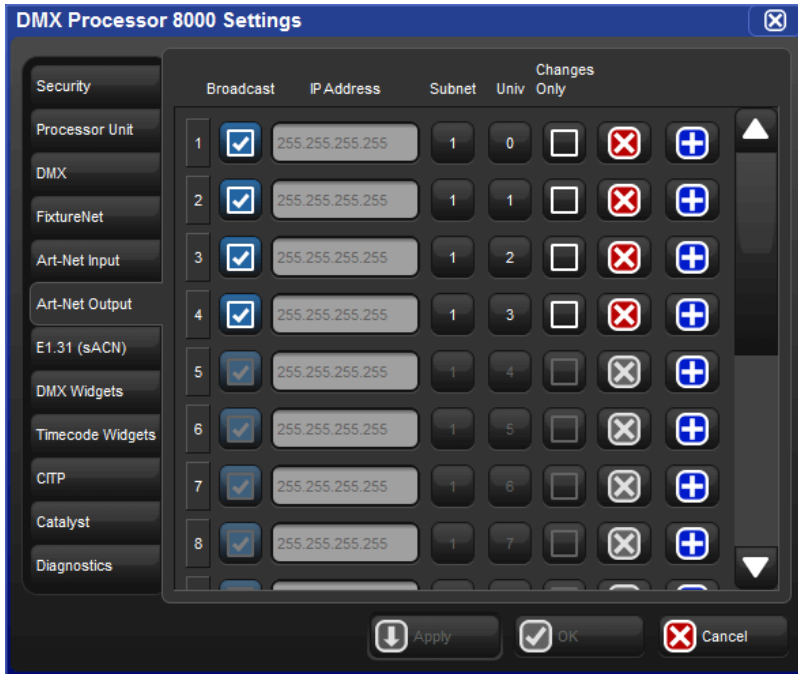 DMX Processor 8000 Settings
Security
Processor Unit
DMX
FixtureNet
Art-Net Input
Art-Net Output
E1.31 (sACN)
DMX Widgets
Timecode Widgets
CITP
Catalyst
Diagnostics
Broadcast IP Address Subnet Univ Changes Only
1 255.255.255.255 1 0
2 255.255.255.255 1 1
3 255.255.255.255 1 2
4 255.255.255.255 1 3
5 255.255.255.255 1 4
6 255.255.255.255 1 5
7 255.255.255.255 1 6
8 255.255.255.255 1 7
Apply OK Cancel